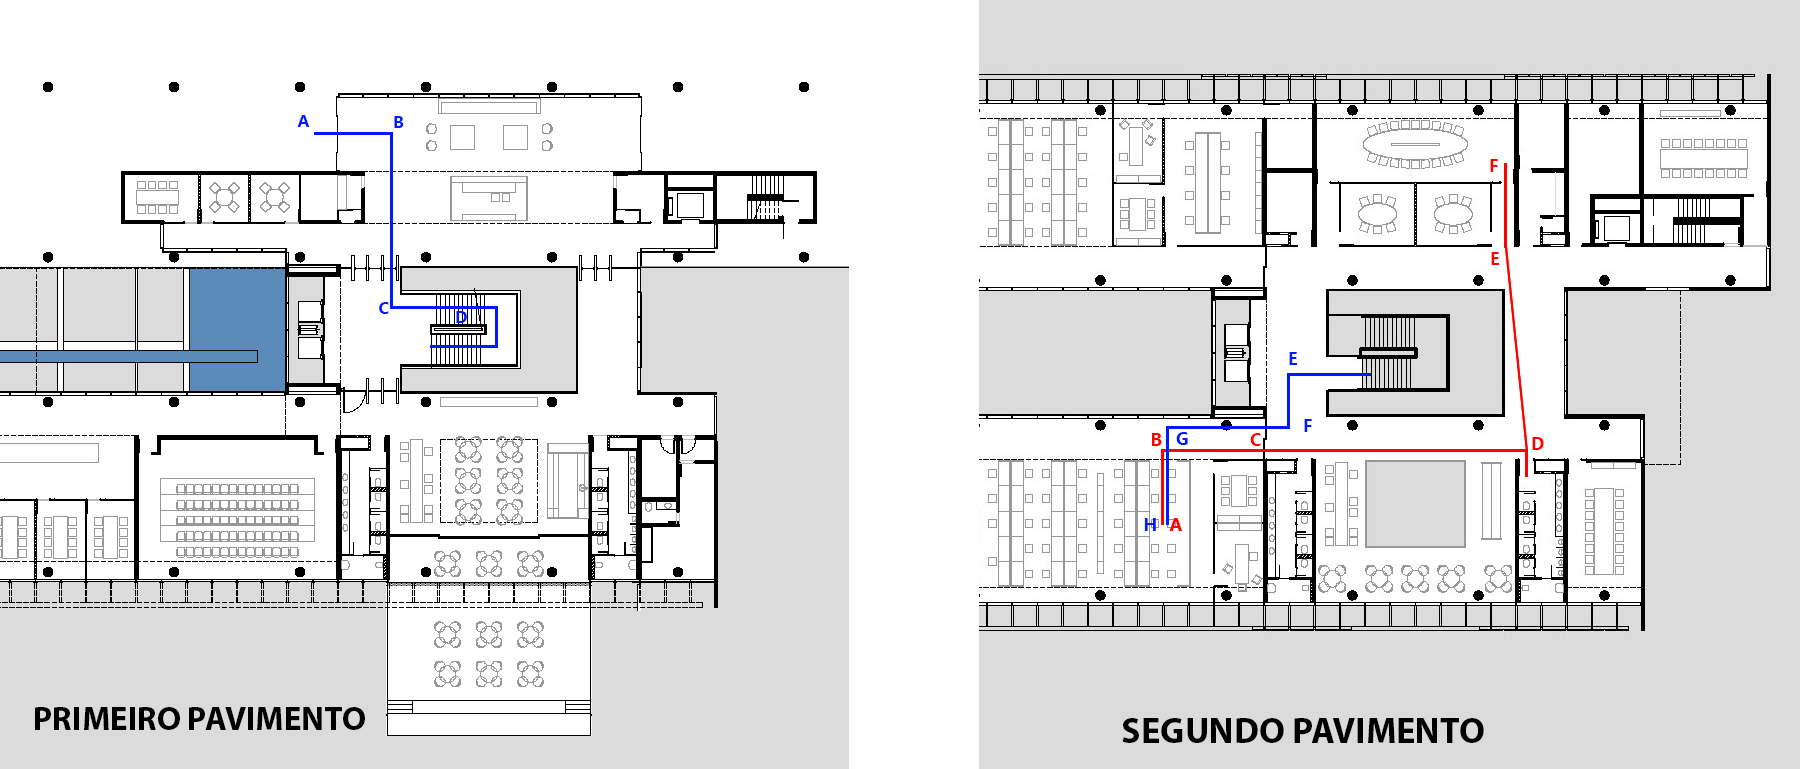 A
B
C
D
PRIMEIRO PAVIMENTO
F
E
E
F
B
G
C
D
H
A
SEGUNDO PAVIMENTO